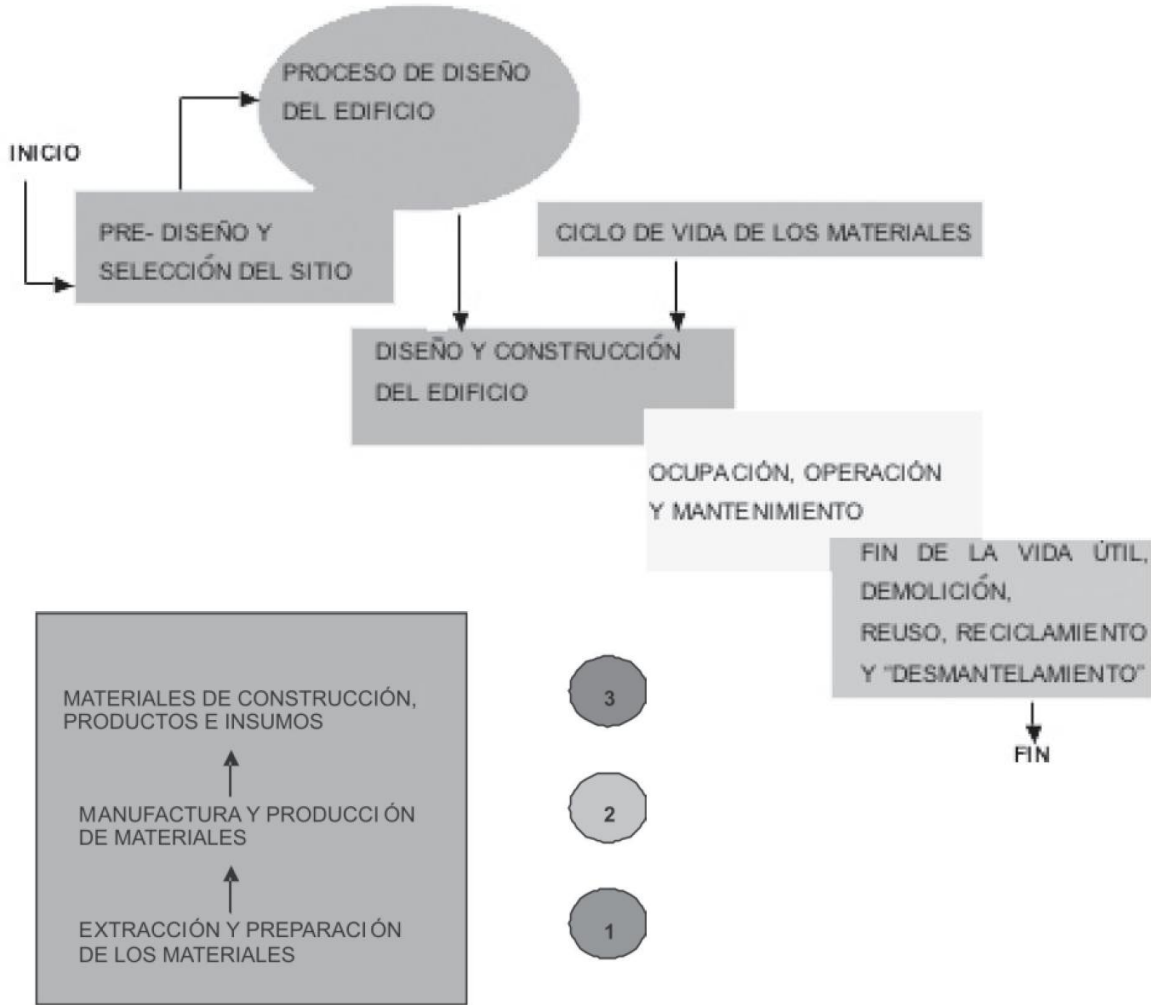 PROCESO DE DISEÑO
DEL EDIFICIO
INICIO
PRE- DISEÑO Y
SELECCIÓN DEL SITIO
CICLO DE VIDA DE LOS MATERIALES
DISEÑO Y CONSTRUCCIÓN
DEL EDIFICIO
OCUPACIÓN, OPERACIÓN
Y MANTENIMIENTO
FIN DE LA VIDA ÚTIL,
DEMOLICIÓN,
REUSO, RECICLAMIENTO
Y "DESMANTELAMIENTO"
FIN
MATERIALES DE CONSTRUCCIÓN,
PRODUCTOS E INSUMOS
3
MANUFACTURA Y PRODUCCIÓN
DE MATERIALES
2
EXTRACCIÓN Y PREPARACIÓN
DE LOS MATERIALES
1